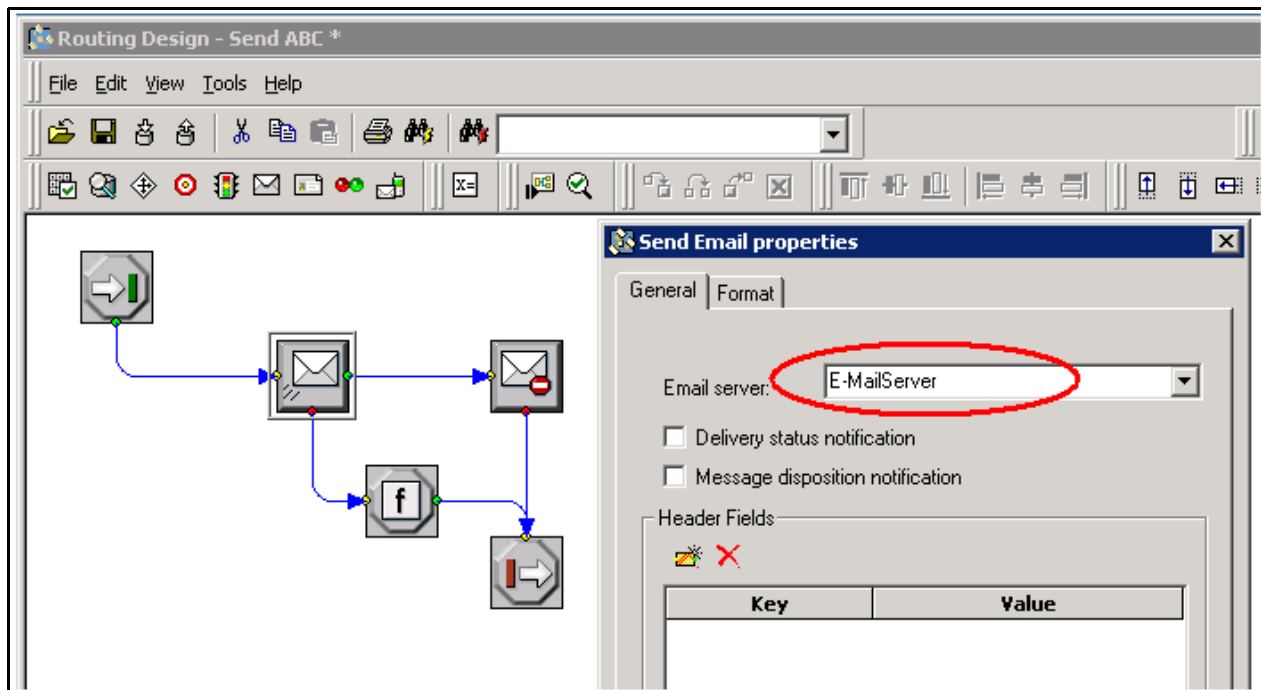 Routing Design - Send ABC *
File Edit View Tools Help
x=
Send Email properties
General Format
Email server: E-MailServer
Delivery status notification
Message disposition notification
f
Header Fields
Key Value